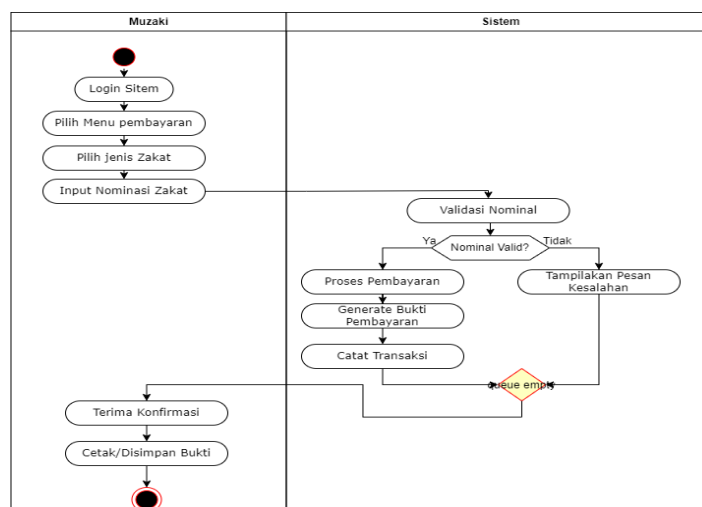 Muzaki
Sistem
Login Sitem
Pilih Menu pembayaran
Pilih jenis Zakat
Input Nominasi Zakat
Validasi Nominal
Ya
Nominal Valid?
Tidak
Proses Pembayaran
Tampilakan Pesan
Kesalahan
Generate Bukti
Pembayaran
Catat Transaksi
queue empty
Terima Konfirmasi
Cetak/Disimpan Bukti